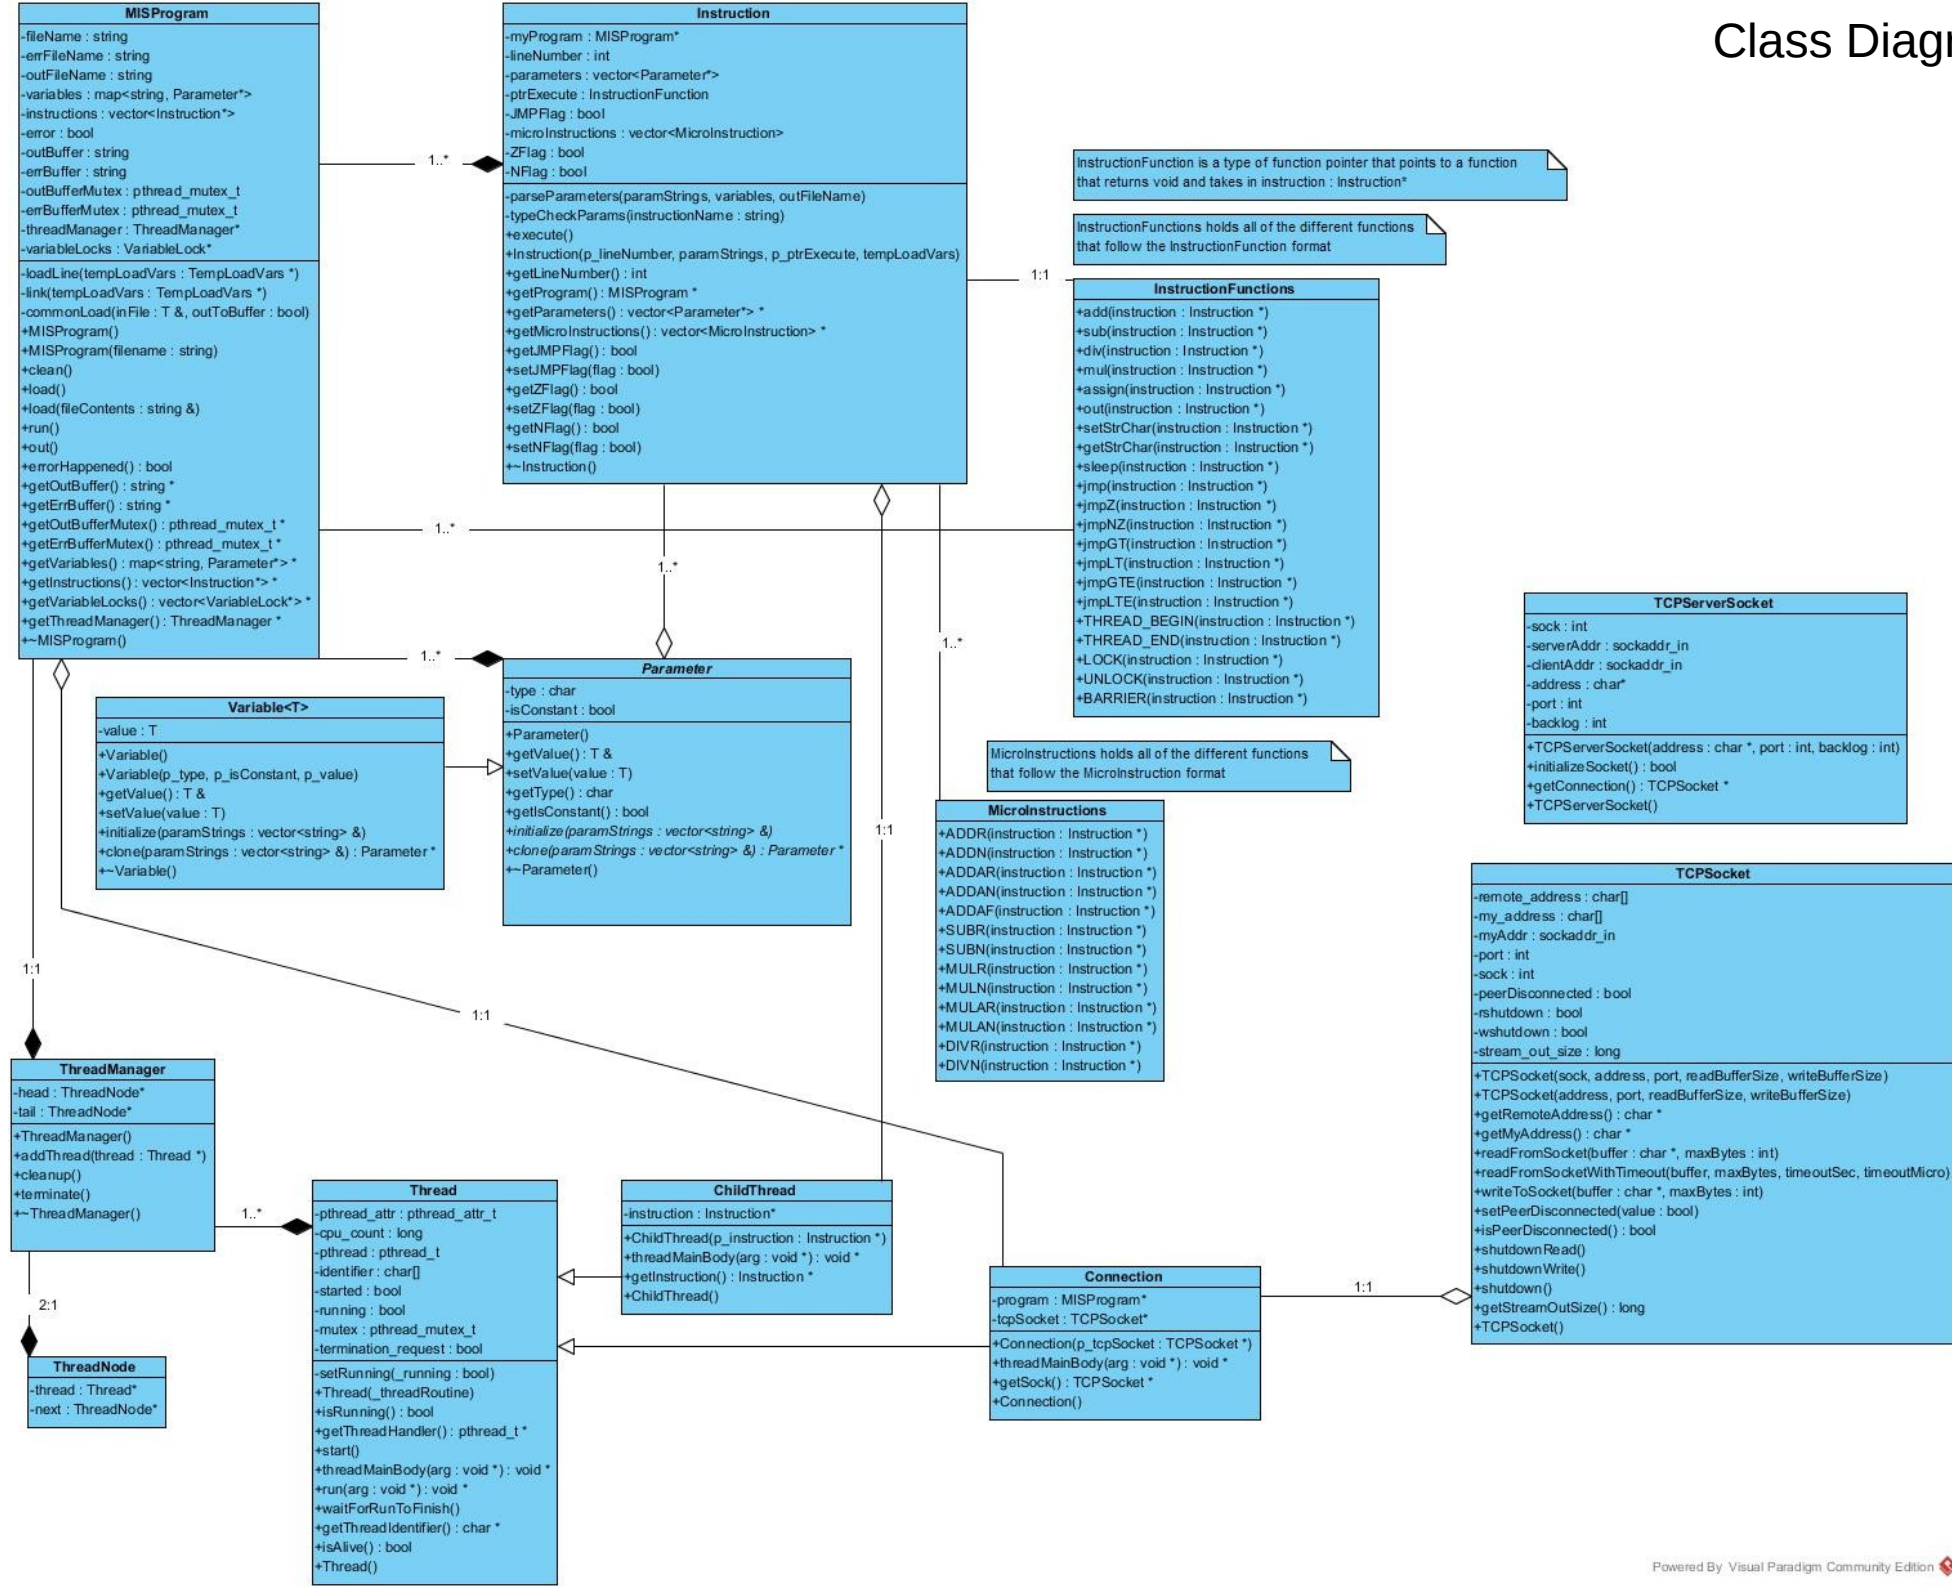 Class Diagr
MISProgram
-fileName : string
-errFileName : string
-outFileName : string
-variables : map<string, Parameter*>
-instructions : vector<Instruction*>
-error : bool
-outBuffer : string
-errBuffer : string
-outBufferMutex : pthread_mutex_t
-errBufferMutex : pthread_mutex_t
-threadManager : ThreadManager*
-variableLocks : VariableLock*
-loadLine(tempLoadVars : TempLoadVars *)
-link(tempLoadVars : TempLoadVars *)
-commonLoad(inFile : T &, outToBuffer : bool)
+MISProgram()
+MISProgram(filename : string)
+clean()
+load()
+load(fileContents : string &)
+run()
+out()
+errorHappened() : bool
+getOutBuffer() : string *
+getErrBuffer() : string *
+getOutBufferMutex() : pthread_mutex_t *
+getErrBufferMutex() : pthread_mutex_t *
+getVariables() : map<string, Parameter*> *
+getInstructions() : vector<Instruction*> *
+getVariableLocks() : vector<VariableLock*> *
+getThreadManager() : ThreadManager *
+~MISProgram()
1..*
Instruction
-myProgram : MISProgram*
-lineNumber : int
-parameters : vector<Parameter*>
-ptrExecute : InstructionFunction
-JMPFlag : bool
-microInstructions : vector<MicroInstruction>
-ZFlag : bool
-NFlag : bool
-parseParameters(paramStrings, variables, outFileName)
-typeCheckParams(instructionName : string)
+execute()
+Instruction(p_lineNumber, paramStrings, p_ptrExecute, tempLoadVars)
+getLineNumber() : int
+getProgram() : MISProgram *
+getParameters() : vector<Parameter*> *
+getMicroInstructions() : vector<MicroInstruction> *
+getJMPFlag() : bool
+setJMPFlag(flag : bool)
+getZFlag() : bool
+setZFlag(flag : bool)
+getNFlag() : bool
+setNFlag(flag : bool)
+~Instruction()
InstructionFunction is a type of function pointer that points to a function
that returns void and takes in instruction : Instruction*
InstructionFunctions holds all of the different functions
that follow the InstructionFunction format
1:1
InstructionFunctions
+add(instruction : Instruction *)
+sub(instruction : Instruction *)
+div(instruction : Instruction *)
+mul(instruction : Instruction *)
+assign(instruction : Instruction *)
+out(instruction : Instruction *)
+setStrChar(instruction : Instruction *)
+getStrChar(instruction : Instruction *)
+sleep(instruction : Instruction *)
+jmp(instruction : Instruction *)
+jmpZ(instruction : Instruction *)
+jmpNZ(instruction : Instruction *)
+jmpGT(instruction : Instruction *)
+jmpLT(instruction : Instruction *)
+jmpGTE(instruction : Instruction *)
+jmpLTE(instruction : Instruction *)
+THREAD_BEGIN(instruction : Instruction *)
+THREAD_END(instruction : Instruction *)
+LOCK(instruction : Instruction *)
+UNLOCK(instruction : Instruction *)
+BARRIER(instruction : Instruction *)
1..*
1..*
1..*
1..*
Variable<T>
-value : T
+Variable()
+Variable(p_type, p_isConstant, p_value)
+getValue() : T &
+setValue(value : T)
+initialize(paramStrings : vector<string> &)
+clone(paramStrings : vector<string> &) : Parameter *
+~Variable()
Parameter
-type : char
-isConstant : bool
+Parameter()
+getValue() : T &
+setValue(value : T)
+getType() : char
+getIsConstant() : bool
+initialize(paramStrings : vector<string> &)
+clone(paramStrings : vector<string> &) : Parameter *
+~Parameter()
1:1
MicroInstructions holds all of the different functions
that follow the MicroInstruction format
MicroInstructions
+ADDR(instruction : Instruction *)
+ADDN(instruction : Instruction *)
+ADDAR(instruction : Instruction *)
+ADDAN(instruction : Instruction *)
+ADDAF(instruction : Instruction *)
+SUBR(instruction : Instruction *)
+SUBN(instruction : Instruction *)
+MULR(instruction : Instruction *)
+MULN(instruction : Instruction *)
+MULAR(instruction : Instruction *)
+MULAN(instruction : Instruction *)
+DIVR(instruction : Instruction *)
+DIVN(instruction : Instruction *)
TCPServerSocket
-sock : int
-serverAddr : sockaddr_in
-clientAddr : sockaddr_in
-address : char*
-port : int
-backlog : int
+TCPServerSocket(address : char *, port : int, backlog : int)
+initializeSocket() : bool
+getConnection() : TCPSocket *
+TCPServerSocket()
TCPSocket
-remote_address : char[]
-my_address : char[]
-myAddr : sockaddr_in
-port : int
-sock : int
-peerDisconnected : bool
-rshutdown : bool
-wshutdown : bool
-stream_out_size : long
+TCPSocket(sock, address, port, readBufferSize, writeBufferSize)
+TCPSocket(address, port, readBufferSize, writeBufferSize)
+getRemoteAddress() : char *
+getMyAddress() : char *
+readFromSocket(buffer : char *, maxBytes : int)
+readFromSocketWithTimeout(buffer, maxBytes, timeoutSec, timeoutMicro)
+writeToSocket(buffer : char *, maxBytes : int)
+setPeerDisconnected(value : bool)
+isPeerDisconnected() : bool
+shutdownRead()
+shutdownWrite()
+shutdown()
+getStreamOutSize() : long
+TCPSocket()
1:1
1:1
ThreadManager
-head : ThreadNode*
-tail : ThreadNode*
+ThreadManager()
+addThread(thread : Thread *)
+cleanup()
+terminate()
+~ThreadManager()
1..*
2:1
ThreadNode
-thread : Thread*
-next : ThreadNode*
Thread
-pthread_attr : pthread_attr_t
-cpu_count : long
-pthread : pthread_t
-identifier : char[]
-started : bool
-running : bool
-mutex : pthread_mutex_t
-termination_request : bool
-setRunning(_running : bool)
+Thread(_threadRoutine)
+isRunning() : bool
+getThreadHandler() : pthread_t *
+start()
+threadMainBody(arg : void *) : void *
+run(arg : void *) : void *
+waitForRunToFinish()
+getThreadIdentifier() : char *
+isAlive() : bool
+Thread()
ChildThread
-instruction : Instruction*
+ChildThread(p_instruction : Instruction *)
+threadMainBody(arg : void *) : void *
+getInstruction() : Instruction *
+ChildThread()
Connection
-program : MISProgram*
-tcpSocket : TCPSocket*
+Connection(p_tcpSocket : TCPSocket *)
+threadMainBody(arg : void *) : void *
+getSock() : TCPSocket *
+Connection()
1:1
Powered By Visual Paradigm Community Edition